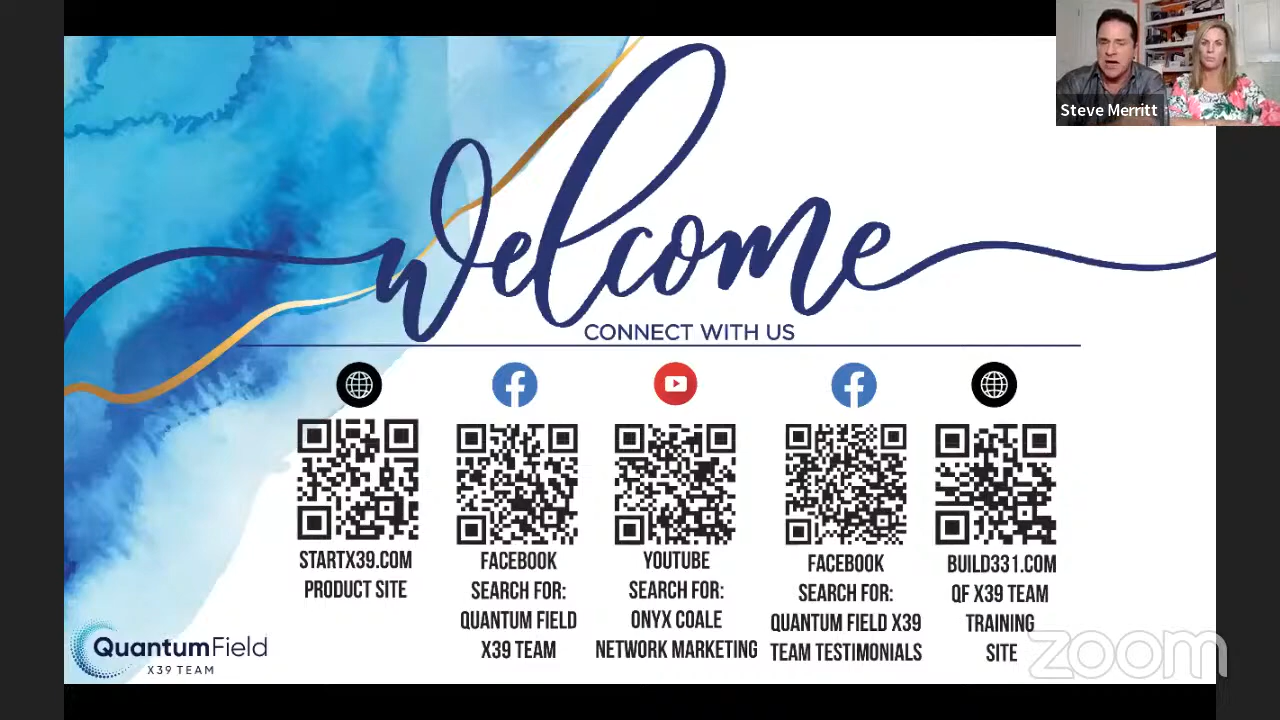 Steve Merritt
welcome
CONNECT WITH US
STARTX39.COM
PRODUCT SITE
FACEBOOK
SEARCH FOR:
QUANTUM FIELD
X39 TEAM
YOUTUBE
SEARCH FOR:
ONYX COALE
NETWORK MARKETING
FACEBOOK
SEARCH FOR:
QUANTUM FIELD X39
TEAM TESTIMONIALS
BUILD331.COM
QF X39 TEAM
TRAINING
SITE
QuantumField
X39 TEAM
zoom